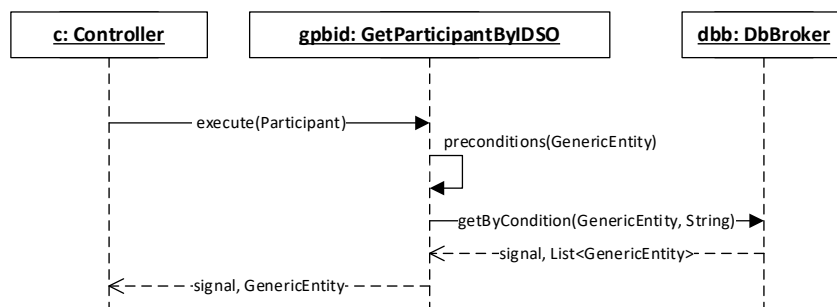 c: Controller
gpbid: GetParticipantByIDSO
dbb: DbBroker
execute(Participant)
preconditions(GenericEntity)
getByCondition(GenericEntity, String)
signal, List<GenericEntity>
signal, GenericEntity